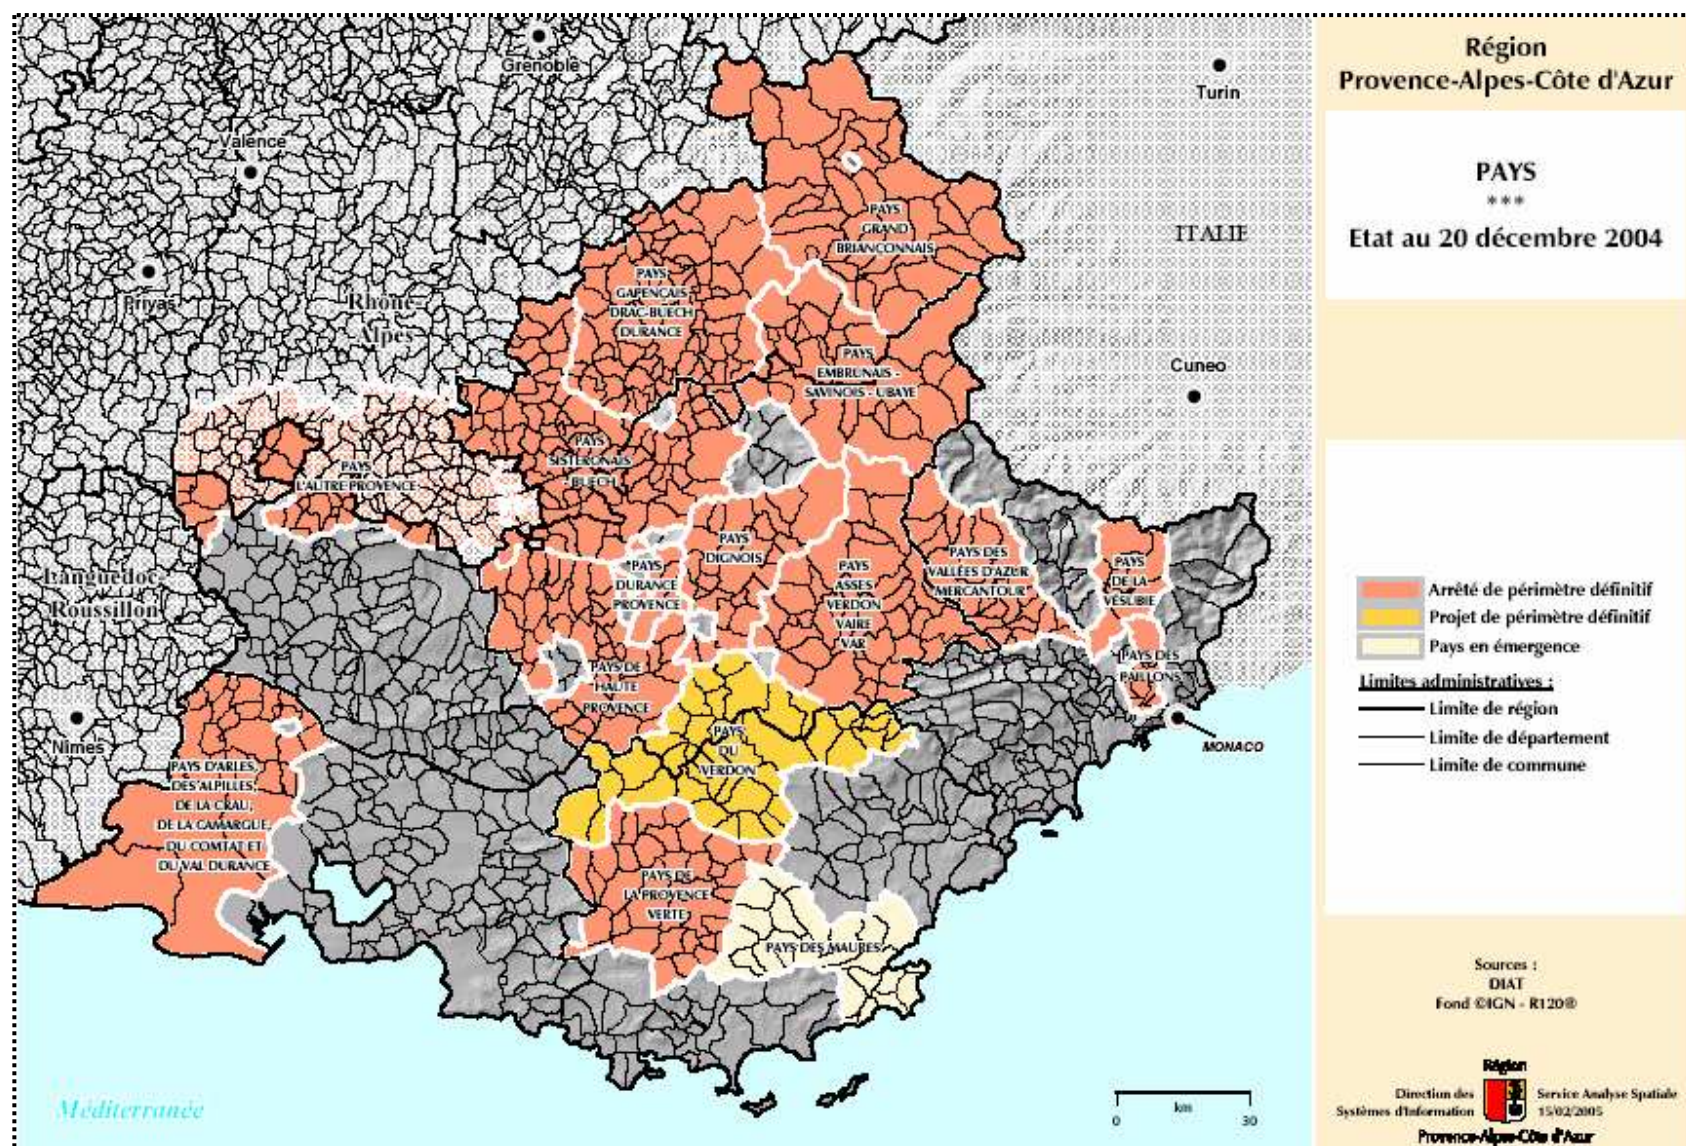 Grenoble
Turin
Valence
ITALIE
Privas
Rhône-
Alpes
Cuneo
Languedoc-
Roussillon
Nîmes
MONACO
Méditerranée
PAYS
GRAND
BRIANÇONNAIS
PAYS
GAPENÇAIS
DRAC-BUECH
DURANCE
PAYS
EMBRUNAIS -
SAVINOIS - UBAYE
PAYS
SISTERONAIS
- BUECH
PAYS
L'AUTRE PROVENCE
PAYS
DIGNOIS
PAYS
DURANCE
PROVENCE
PAYS
ASSES
VERDON
VAIRE
VAR
PAYS DES
VALLÉES D'AZUR
MERCANTOUR
PAYS
DE LA
VÉSUBIE
PAYS DES
PAILLONS
PAYS DE
HAUTE
PROVENCE
PAYS
DU
VERDON
PAYS D'ARLES,
DES ALPILLES,
DE LA CRAU,
DE LA CAMARGUE,
DU COMTAT ET
DU VAL DURANCE
PAYS DE
LA PROVENCE
VERTE
PAYS DES MAURES
0 km 30
Région
Provence-Alpes-Côte d'Azur
PAYS
***
Etat au 20 décembre 2004
Arrêté de périmètre définitif
Projet de périmètre définitif
Pays en émergence
Limites administratives :
Limite de région
Limite de département
Limite de commune
Sources :
DIAT
Fond ©IGN - R120®
Région
Direction des
Systèmes d'Information
Service Analyse Spatiale
15/02/2005
Provence-Alpes-Côte d'Azur